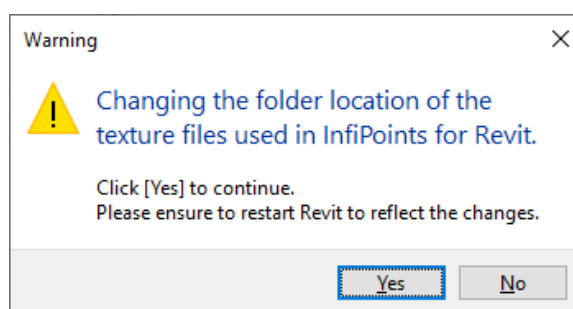 Warning
Changing the folder location of the
texture files used in InfiPoints for Revit.
Click [Yes] to continue.
Please ensure to restart Revit to reflect the changes.
Yes
No